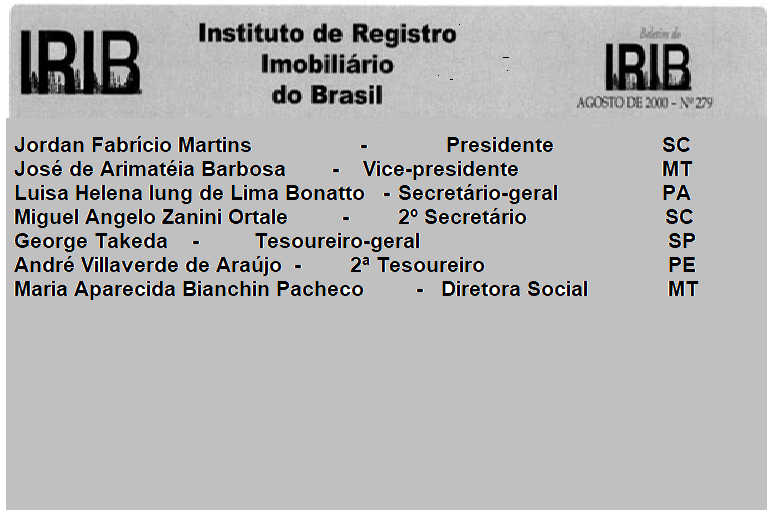 IRIB
Instituto de Registro
Imobiliário
do Brasil
Boletim do
IRIB
AGOSTO DE 2000 - Nº 279
Jordan Fabrício Martins - Presidente SC
José de Arimatéia Barbosa - Vice-presidente MT
Luisa Helena Iung de Lima Bonatto - Secretário-geral PA
Miguel Angelo Zanini Ortale - 2º Secretário SC
George Takeda - Tesoureiro-geral SP
André Villaverde de Araújo - 2ª Tesoureiro PE
Maria Aparecida Bianchin Pacheco - Diretora Social MT